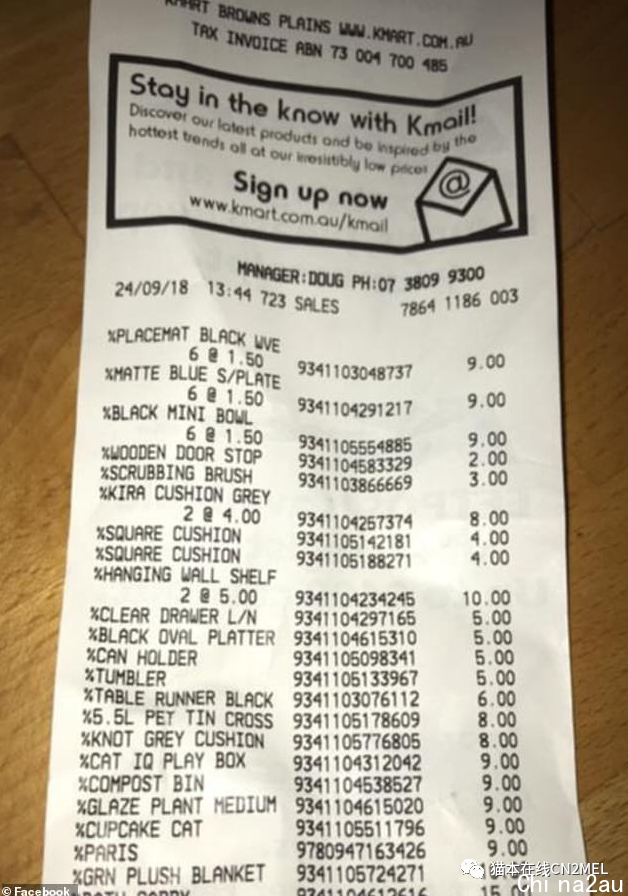 KMART BROWNS PLAINS WWW.KMART.COM.AU
TAX INVOICE ABN 73 004 700 485
Stay in the know with Kmail!
Discover our latest products and be inspired by the
hottest trends all at our irresistibly low prices
Sign up now
www.kmart.com.au/kmail
@
MANAGER:DOUG PH:07 3809 9300
24/09/18 13:44 723 SALES 7864 1186 003
%PLACEMAT BLACK WVE
6 @ 1.50 9341103048737 9.00
%MATTE BLUE S/PLATE
6 @ 1.50 9341104291217 9.00
%BLACK MINI BOWL
6 @ 1.50 9341105554885 9.00
%WOODEN DOOR STOP 9341104583329 2.00
%SCRUBBING BRUSH 9341103866669 3.00
%KIRA CUSHION GREY
2 @ 4.00 9341104257374 8.00
%SQUARE CUSHION 9341105142181 4.00
%SQUARE CUSHION 9341105188271 4.00
%HANGING WALL SHELF
2 @ 5.00 9341104234245 10.00
%CLEAR DRAWER L/N 9341104297165 5.00
%BLACK OVAL PLATTER 9341104615310 5.00
%CAN HOLDER 9341105098341 5.00
%TUMBLER 9341105133967 5.00
%TABLE RUNNER BLACK 9341103076112 6.00
%5.5L PET TIN CROSS 9341105178609 8.00
%KNOT GREY CUSHION 9341105776805 8.00
%CAT IQ PLAY BOX 9341104312042 9.00
%COMPOST BIN 9341104538527 9.00
%GLAZE PLANT MEDIUM 9341104615020 9.00
%CUPCAKE CAT 9341105511796 9.00
%PARIS 9780947163426 9.00
%GRN PLUSH BLANKET 9341105724271
猫本在线CN2MEL
© Facebook
Chi na2au